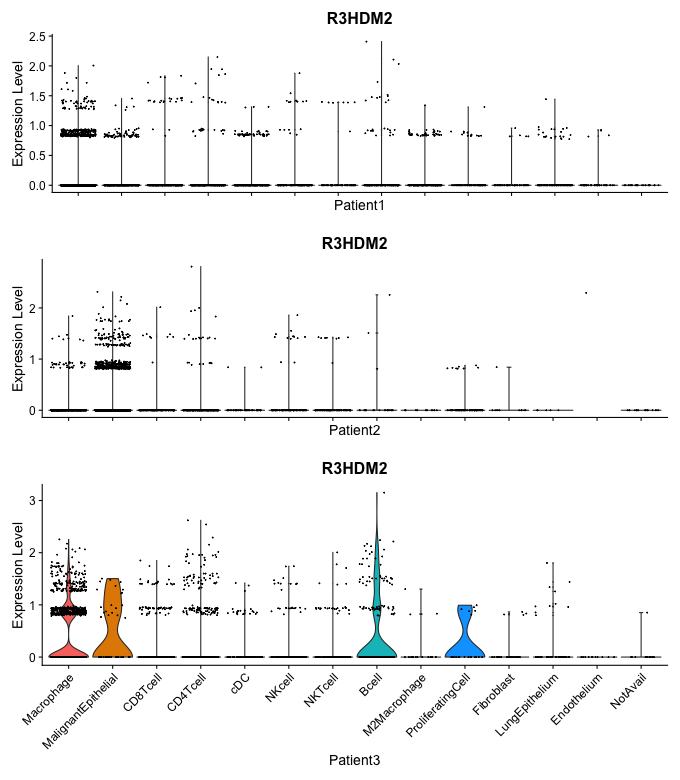 R3HDM2
Expression Level
2.5
2.0
1.5
1.0
0.5
0.0
Patient1
R3HDM2
Expression Level
2
1
0
Patient2
R3HDM2
Expression Level
3
2
1
0
Macrophage
MalignantEpithelial
CD8Tcell
CD4Tcell
cDC
NKcell
NKTcell
Bcell
M2Macrophage
ProliferatingCell
Fibroblast
LungEpithelium
Endothelium
NotAvail
Patient3